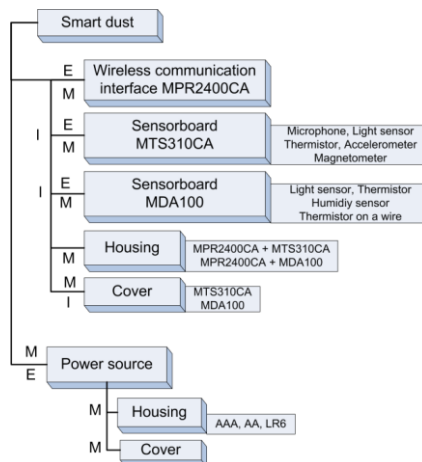 Smart dust
E
Wireless communication
interface MPR2400CA
M
I
E
Sensorboard
MTS310CA
M
Microphone, Light sensor
Thermistor, Accelerometer
Magnetometer
I
E
Sensorboard
MDA100
M
Light sensor, Thermistor
Humidiy sensor
Thermistor on a wire
Housing
M
MPR2400CA + MTS310CA
MPR2400CA + MDA100
M
Cover
I
MTS310CA
MDA100
M
E
Power source
M
Housing
AAA, AA, LR6
M
Cover